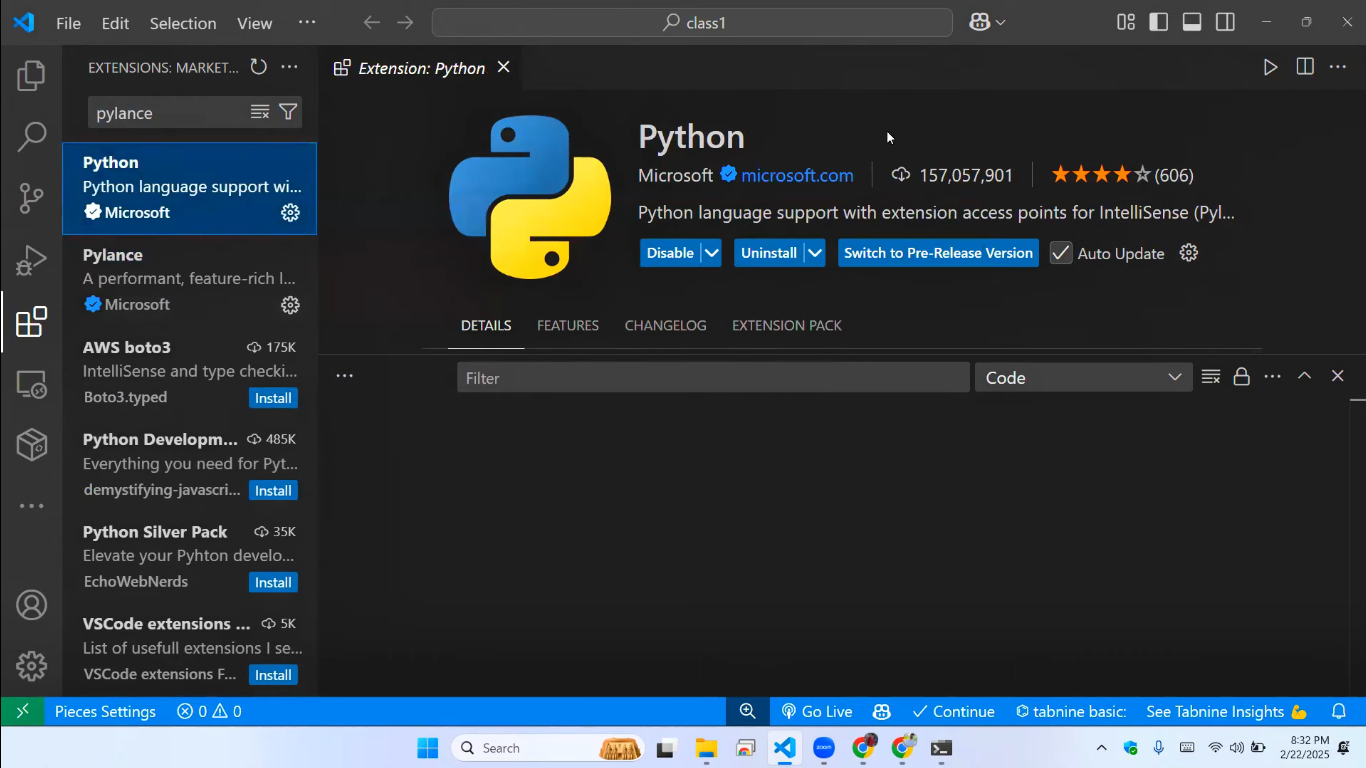 File Edit Selection View ···
class1
EXTENSIONS: MARKET... ···
Extension: Python
pylance
Python
Python language support wi...
Microsoft
Pylance
A performant, feature-rich l...
Microsoft
AWS boto3 175K
IntelliSense and type checki...
Boto3.typed Install
Python Developm... 485K
Everything you need for Pyt...
demystifying-javascri... Install
Python Silver Pack 35K
Elevate your Pyhton develo...
EchoWebNerds Install
VSCode extensions ... 5K
List of usefull extensions I se...
VSCode extensions F... Install
Python
Microsoft microsoft.com 157,057,901 (606)
Python language support with extension access points for IntelliSense (Pyl...
Disable Uninstall Switch to Pre-Release Version Auto Update
DETAILS FEATURES CHANGELOG EXTENSION PACK
Filter Code
Pieces Settings 0 0 Go Live Continue tabnine basic: See Tabnine Insights 💪
Search
zoom
8:32 PM
2/22/2025